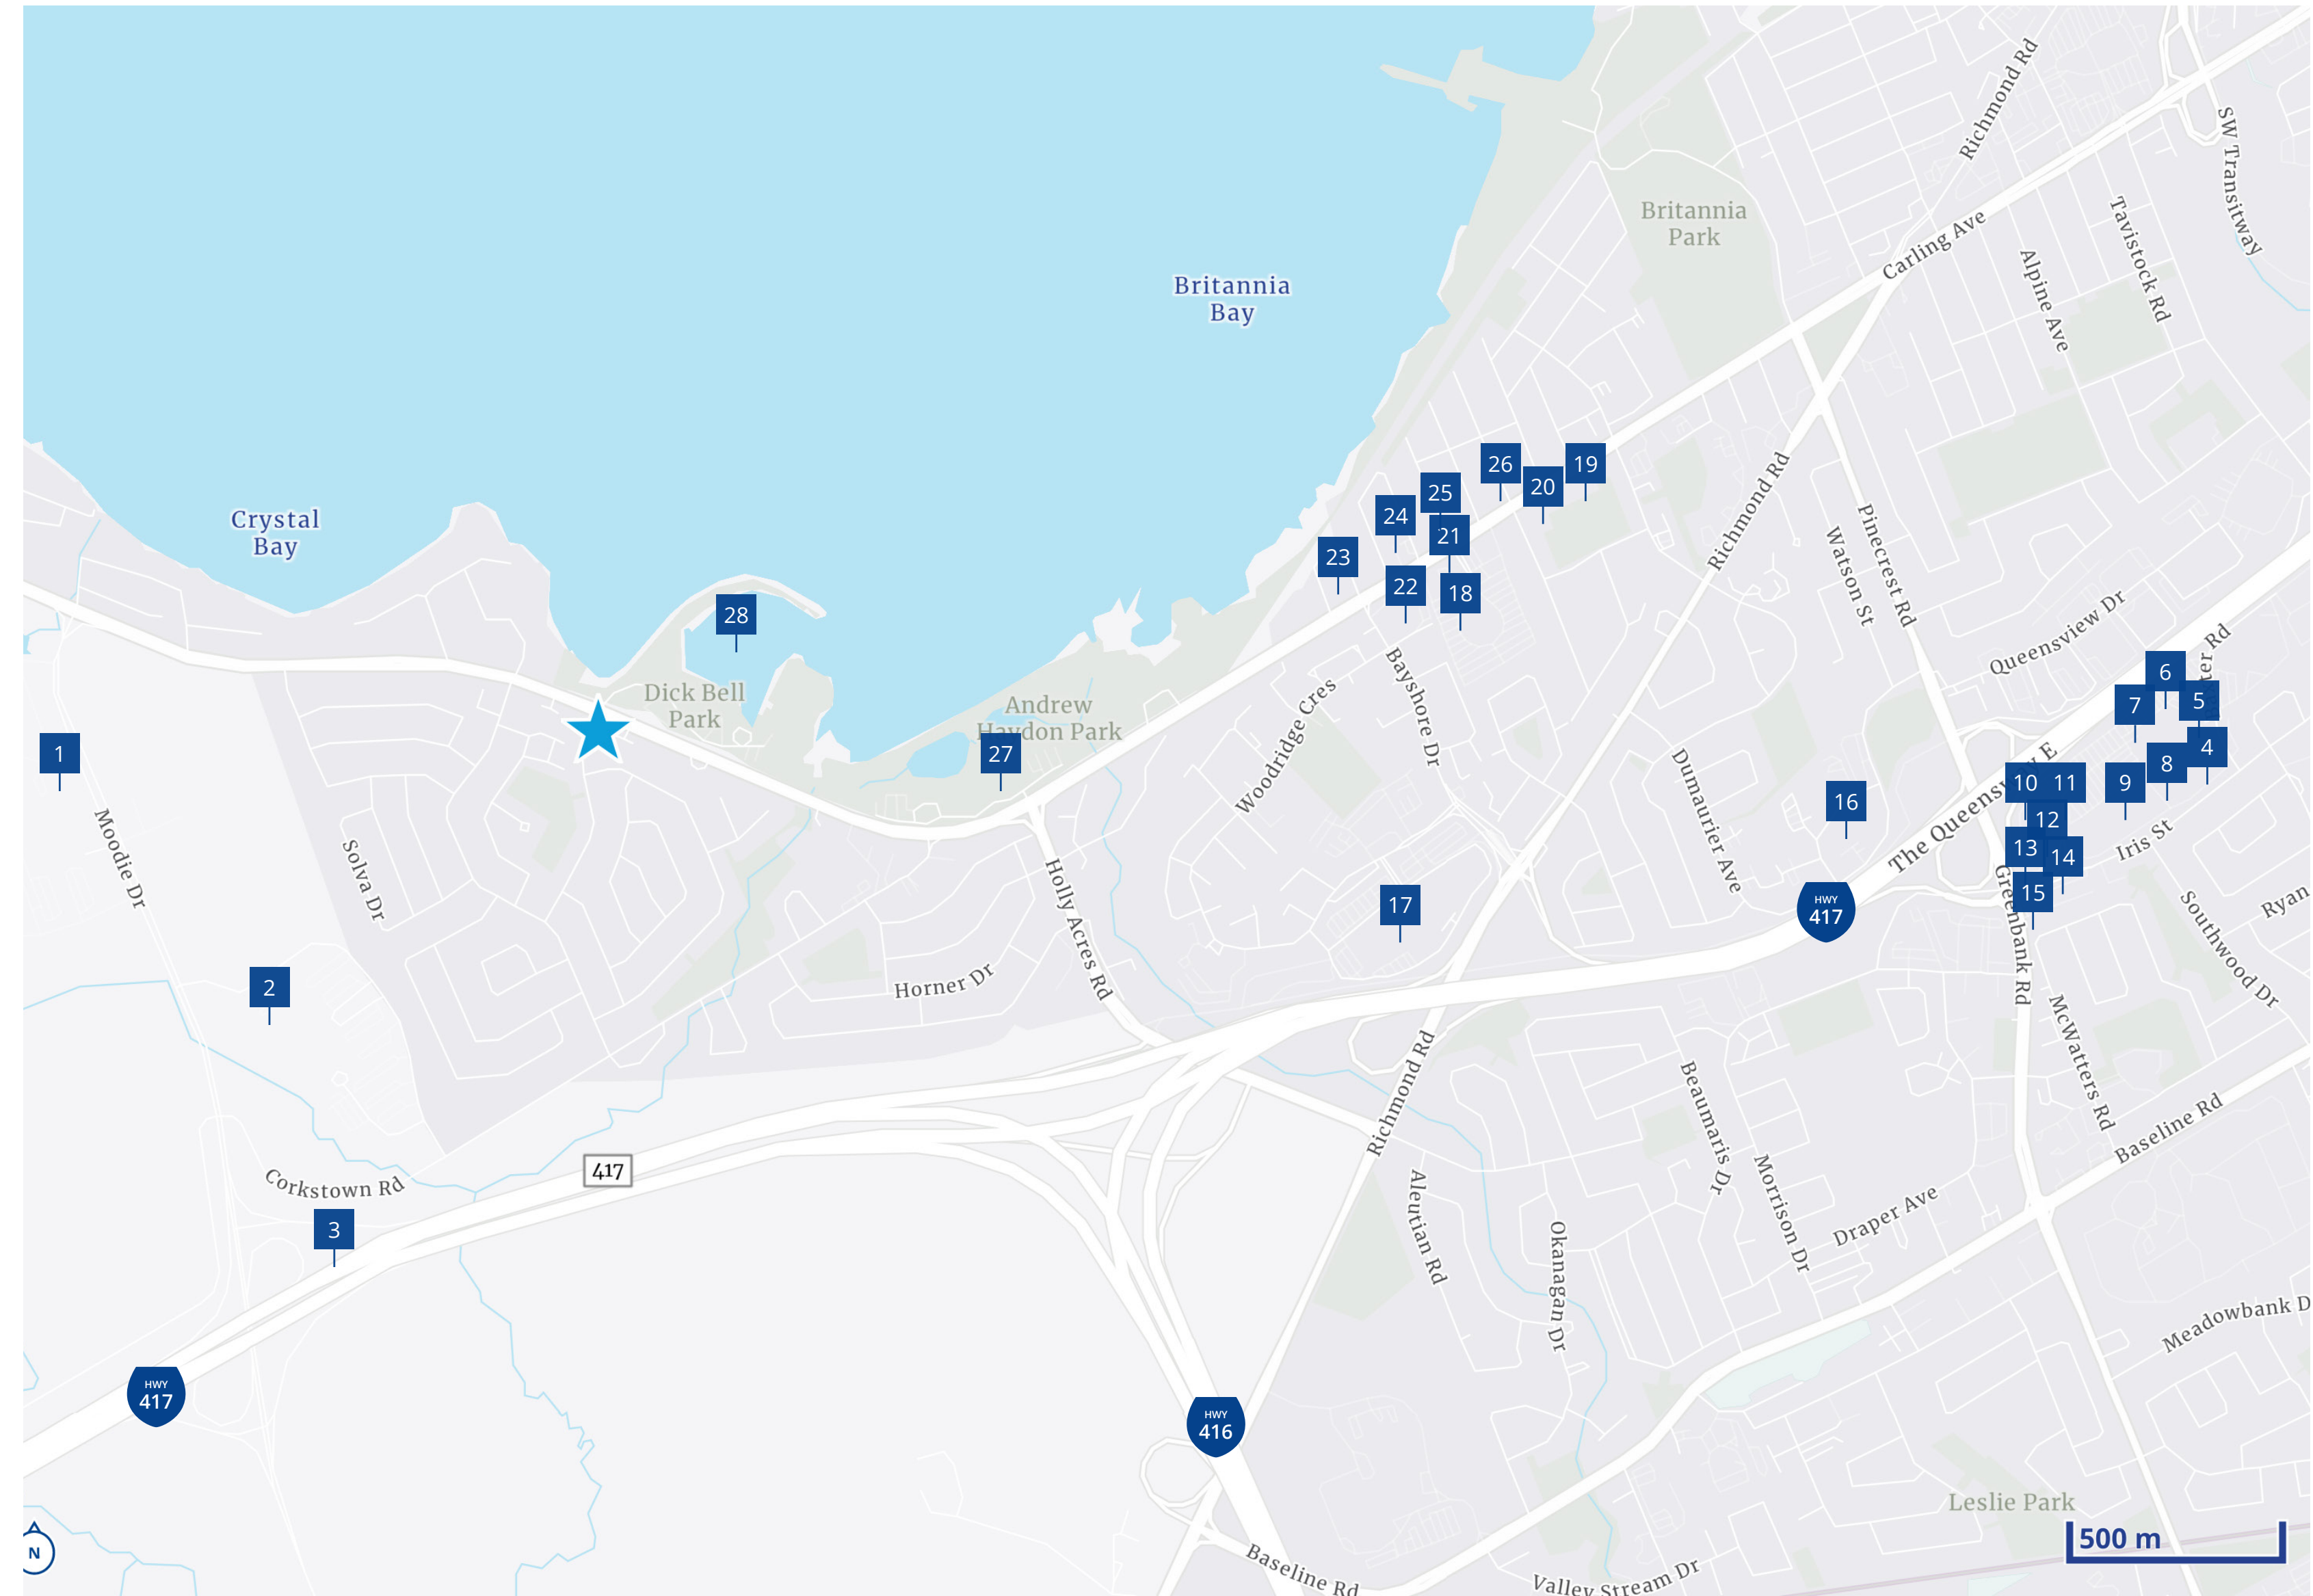 Richmond Rd
SW Transitway
Britannia
Park
Tavistock Rd
Carling Ave
Alpine Ave
Britannia
Bay
Crystal
Bay
26
19
20
25
24
21
23
22
18
Richmond Rd
Pinecrest Rd
Watson St
28
Queensview Dr
Dick Bell
Park
Andrew
Haydon Park
27
Bayshore Dr
Woodridge Cres
6
ner Rd
5
7
4
8
1
10
11
9
The Queensway E
16
12
Dumaurier Ave
Moodie Dr
Solva Dr
13
14
Iris St
15
HWY
417
17
Holly Acres Rd
Greenbank Rd
Southwood Dr
Ryan
Horner Dr
2
McWatters Rd
Richmond Rd
Beaumaris Dr
Baseline Rd
417
Corkstown Rd
3
Aleutian Rd
Morrison Dr
Draper Ave
Okanagan Dr
Meadowbank D
HWY
417
HWY
416
Leslie Park
500 m
N
Baseline Rd
Valley Stream Dr